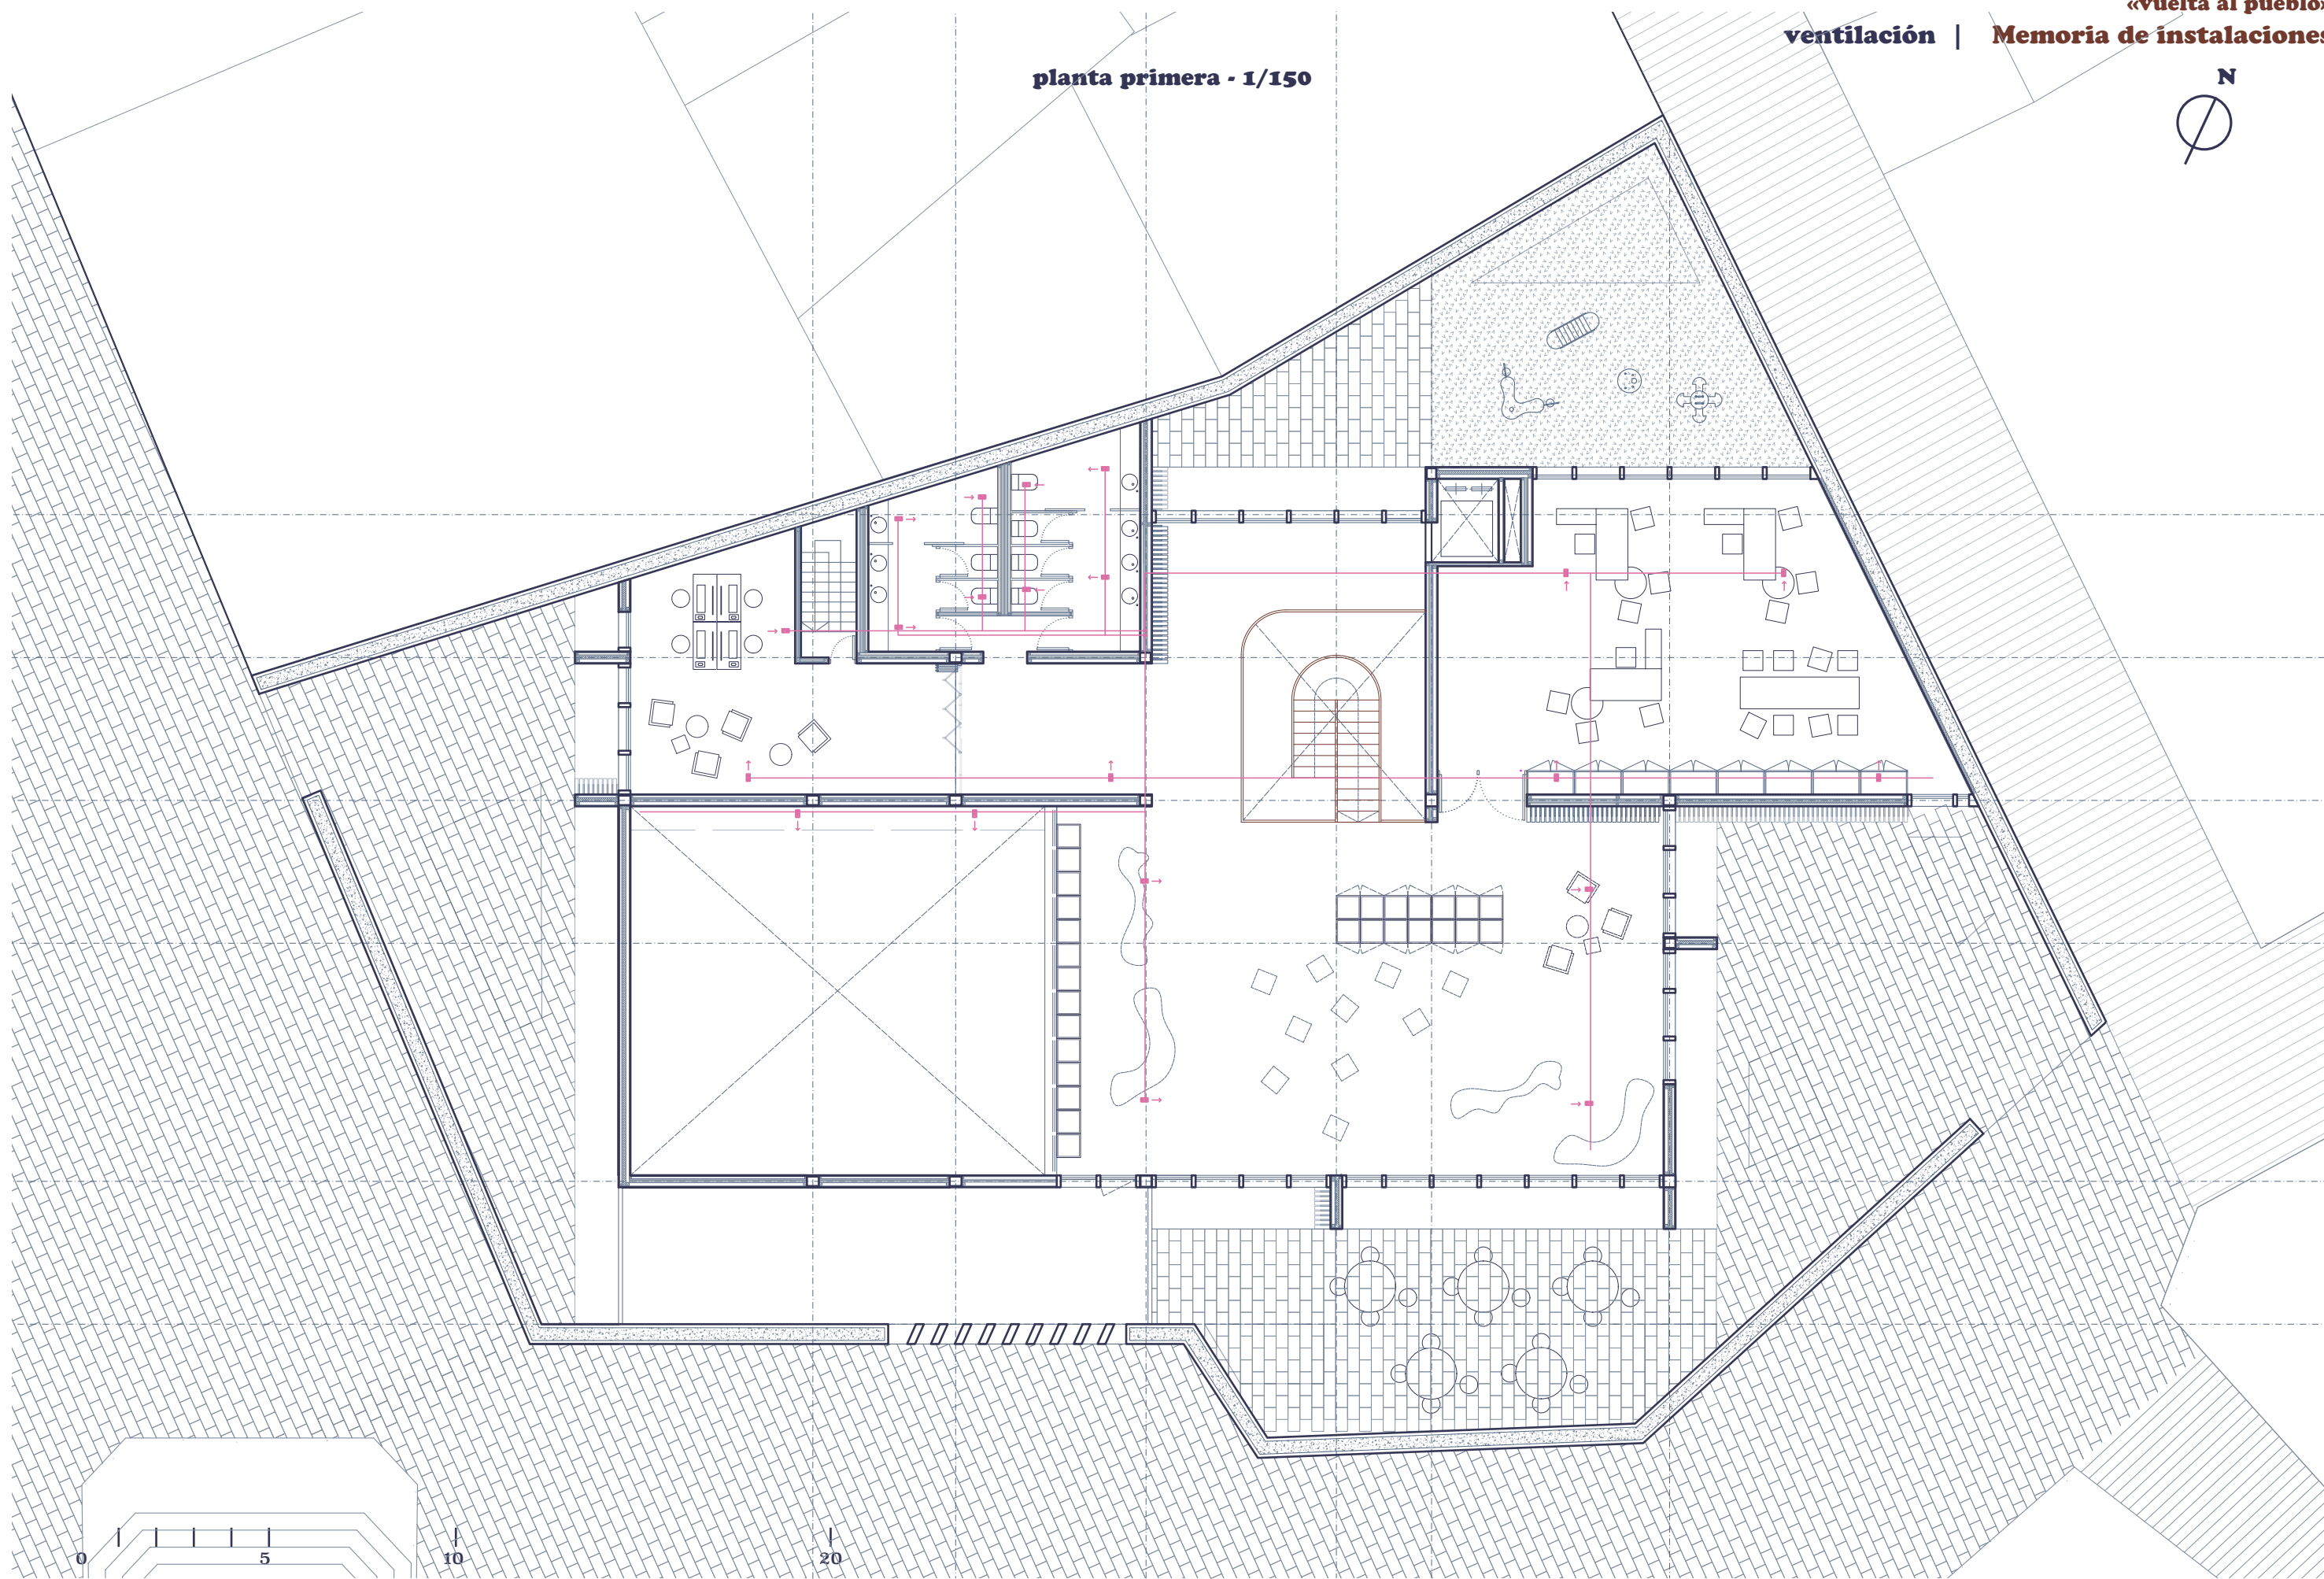 «vuelta al pueblo»
ventilación | Memoria de instalaciones
planta primera - 1/150
N
0 5 10 20